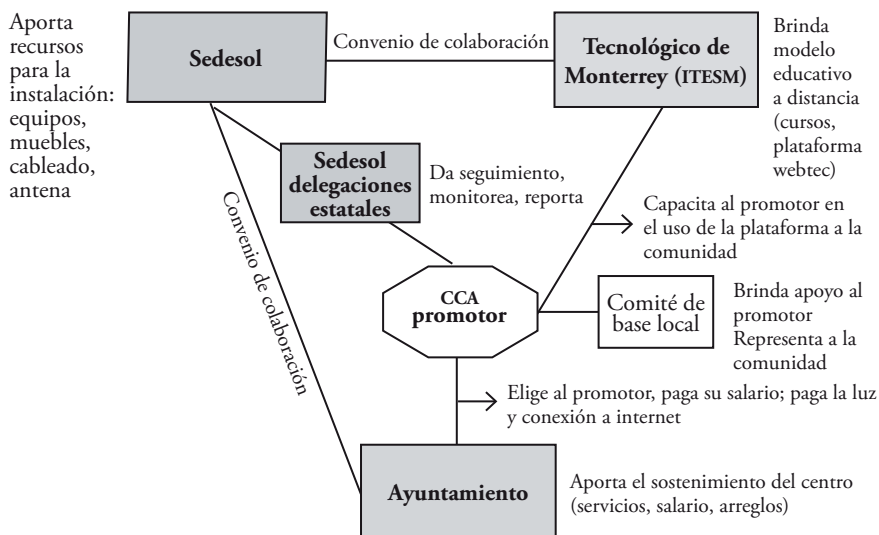 Aporta
recursos
para la
instalación:
equipos,
muebles,
cableado,
antena
Sedesol
Convenio de colaboración
Tecnológico de
Monterrey (ITESM)
Brinda
modelo
educativo
a distancia
(cursos,
plataforma
webtec)
Sedesol
delegaciones
estatales
Da seguimiento,
monitorea, reporta
Convenio de colaboración
Capacita al promotor en
el uso de la plataforma a la
comunidad
CCA
promotor
Comité de
base local
Brinda apoyo al
promotor
Representa a la
comunidad
Elige al promotor, paga su salario; paga la luz
y conexión a internet
Ayuntamiento
Aporta el sostenimiento del centro
(servicios, salario, arreglos)